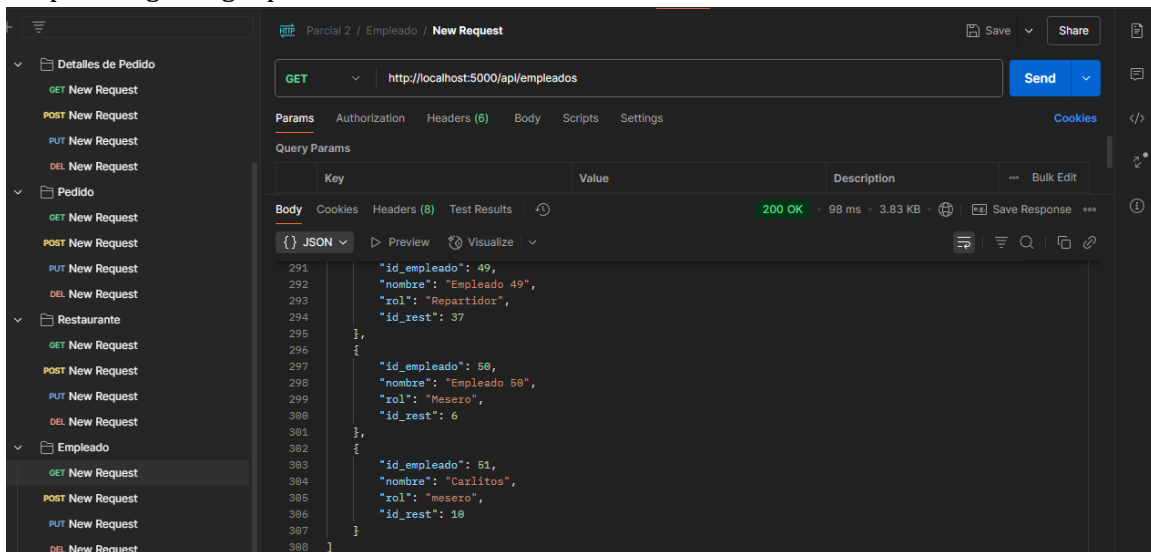 Parcial 2 / Empleado / New Request
Save
Share
Detalles de Pedido
GET New Request
POST New Request
PUT New Request
DEL New Request
Pedido
GET New Request
POST New Request
PUT New Request
DEL New Request
Restaurante
GET New Request
POST New Request
PUT New Request
DEL New Request
Empleado
GET New Request
POST New Request
PUT New Request
DEL New Request
HTTP
GET http://localhost:5000/api/empleados
Send
Params Authorization Headers (6) Body Scripts Settings
Cookies
Query Params
Key Value Description ••• Bulk Edit
Body Cookies Headers (8) Test Results
200 OK • 98 ms • 3.83 KB • e.g. Save Response •••
{} JSON Preview Visualize
291 "id_empleado": 49,
292 "nombre": "Empleado 49",
293 "rol": "Repartidor",
294 "id_rest": 37
295 },
296 {
297 "id_empleado": 50,
298 "nombre": "Empleado 50",
299 "rol": "Mesero",
300 "id_rest": 6
301 },
302 {
303 "id_empleado": 51,
304 "nombre": "Carlitos",
305 "rol": "mesero",
306 "id_rest": 10
307 }
308 ]